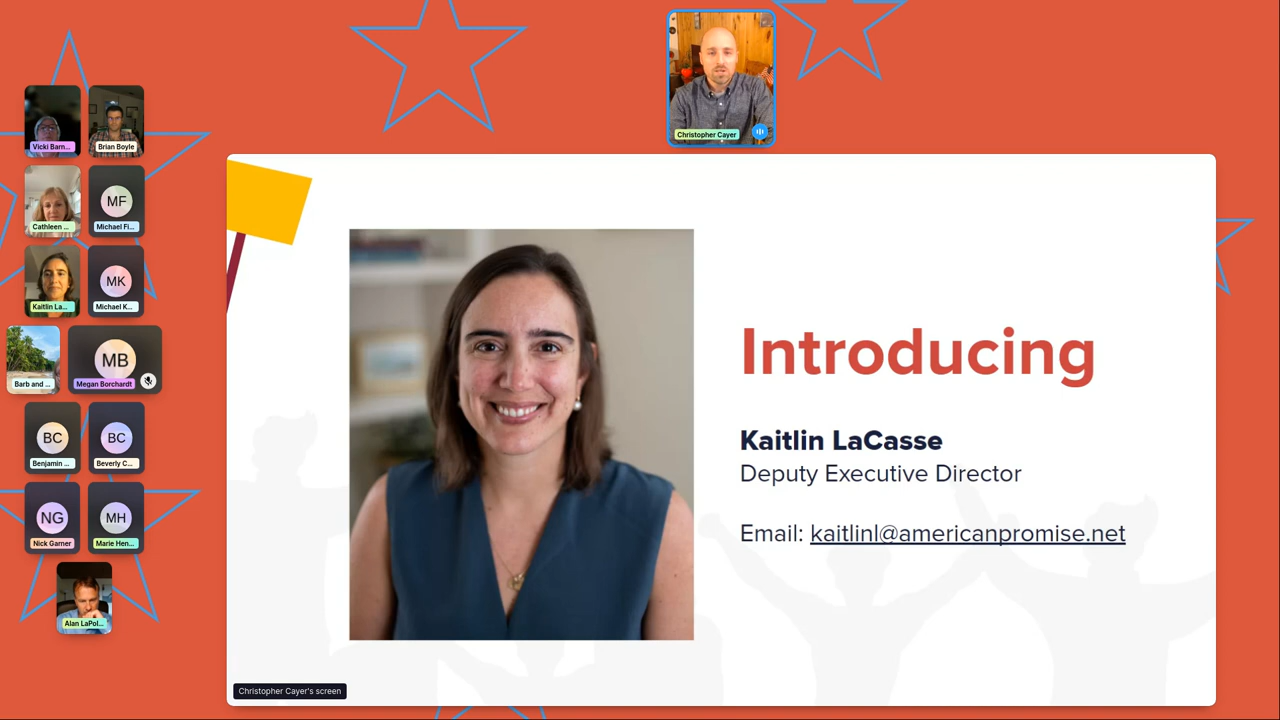 Christopher Cayer
Vicki Barn...
Brian Boyle
Cathleen ...
MF
Michael Fi...
Kaitlin La...
MK
Michael K...
Barb and ...
MB
Megan Borchardt
BC
Benjamin ...
BC
Beverly C...
NG
Nick Garner
MH
Marie Hen...
Alan LaPol...
Introducing
Kaitlin LaCasse
Deputy Executive Director
Email: kaitlinl@americanpromise.net
Christopher Cayer's screen